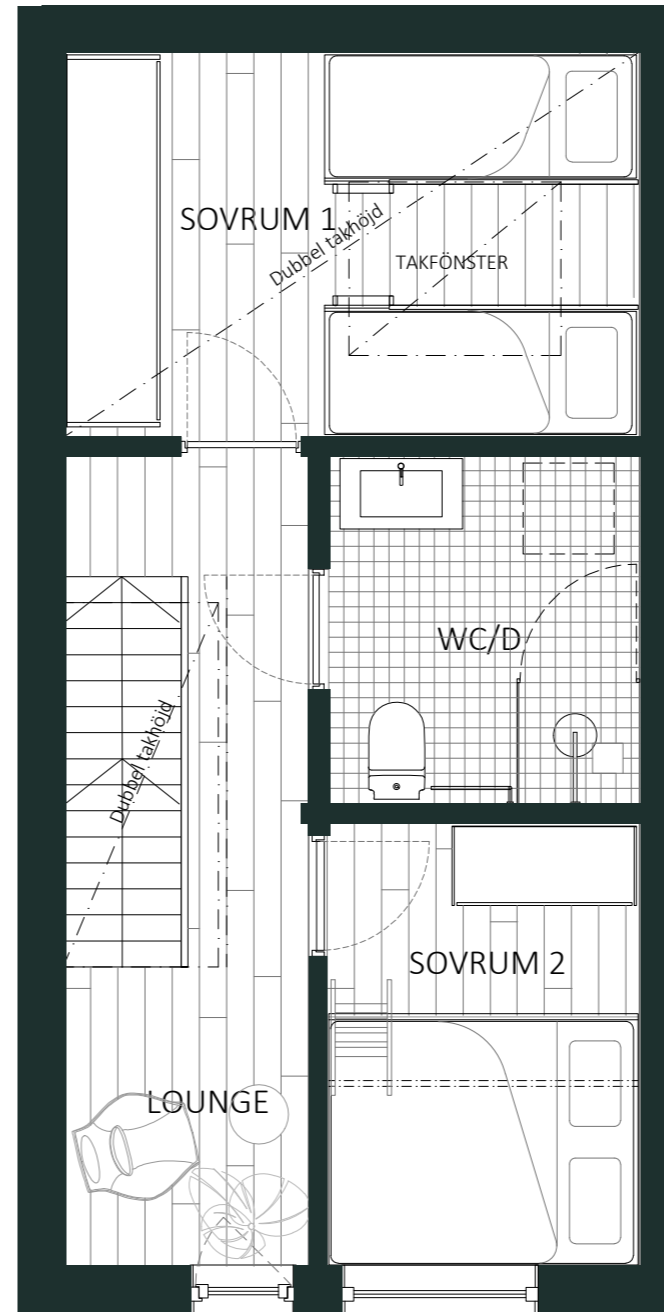 SOVRUM 1
Dubbel takhöjd
TAKFÖNSTER
WC/D
Dubbel takhöjd
SOVRUM 2
LOUNGE